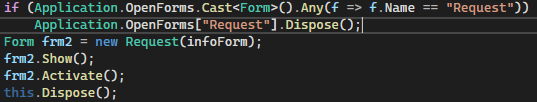 if (Application.OpenForms.Cast<Form>().Any(f => f.Name == "Request"))
Application.OpenForms["Request"].Dispose();
Form frm2 = new Request(infoForm);
frm2.Show();
frm2.Activate();
this.Dispose();